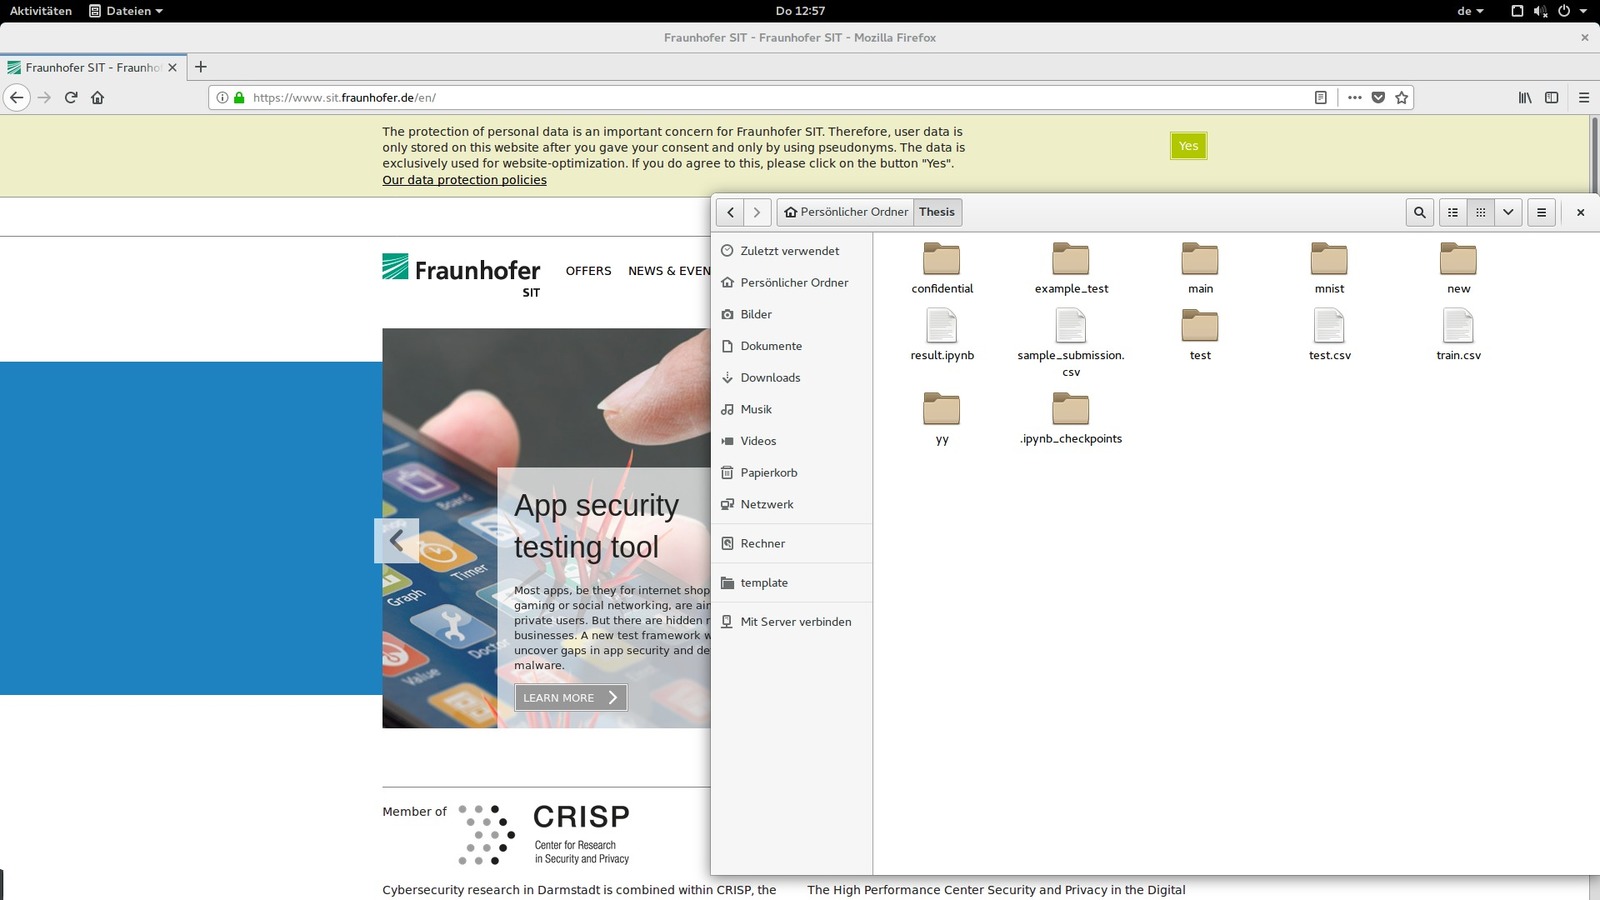 Aktivitäten Dateien Do 12:57 de
Fraunhofer SIT - Fraunhofer SIT - Mozilla Firefox
Fraunhofer SIT - Fraunhof
https://www.sit.fraunhofer.de/en/
The protection of personal data is an important concern for Fraunhofer SIT. Therefore, user data is
only stored on this website after you gave your consent and only by using pseudonyms. The data is
exclusively used for website-optimization. If you do agree to this, please click on the button "Yes".
Our data protection policies
Yes
Fraunhofer
SIT
OFFERS NEWS & EVEN
Board
Timer
Graph
Value
App security
testing tool
Most apps, be they for internet shop
gaming or social networking, are air
private users. But there are hidden r
businesses. A new test framework w
uncover gaps in app security and de
malware.
LEARN MORE
Member of
CRISP
Center for Research
in Security and Privacy
Cybersecurity research in Darmstadt is combined within CRISP, the
The High Performance Center Security and Privacy in the Digital
Persönlicher Ordner Thesis
Zuletzt verwendet
Persönlicher Ordner
Bilder
Dokumente
Downloads
Musik
Videos
Papierkorb
Netzwerk
Rechner
template
Mit Server verbinden
confidential example_test main mnist new
result.ipynb sample_submission. test test.csv train.csv
csv
yy .ipynb_checkpoints